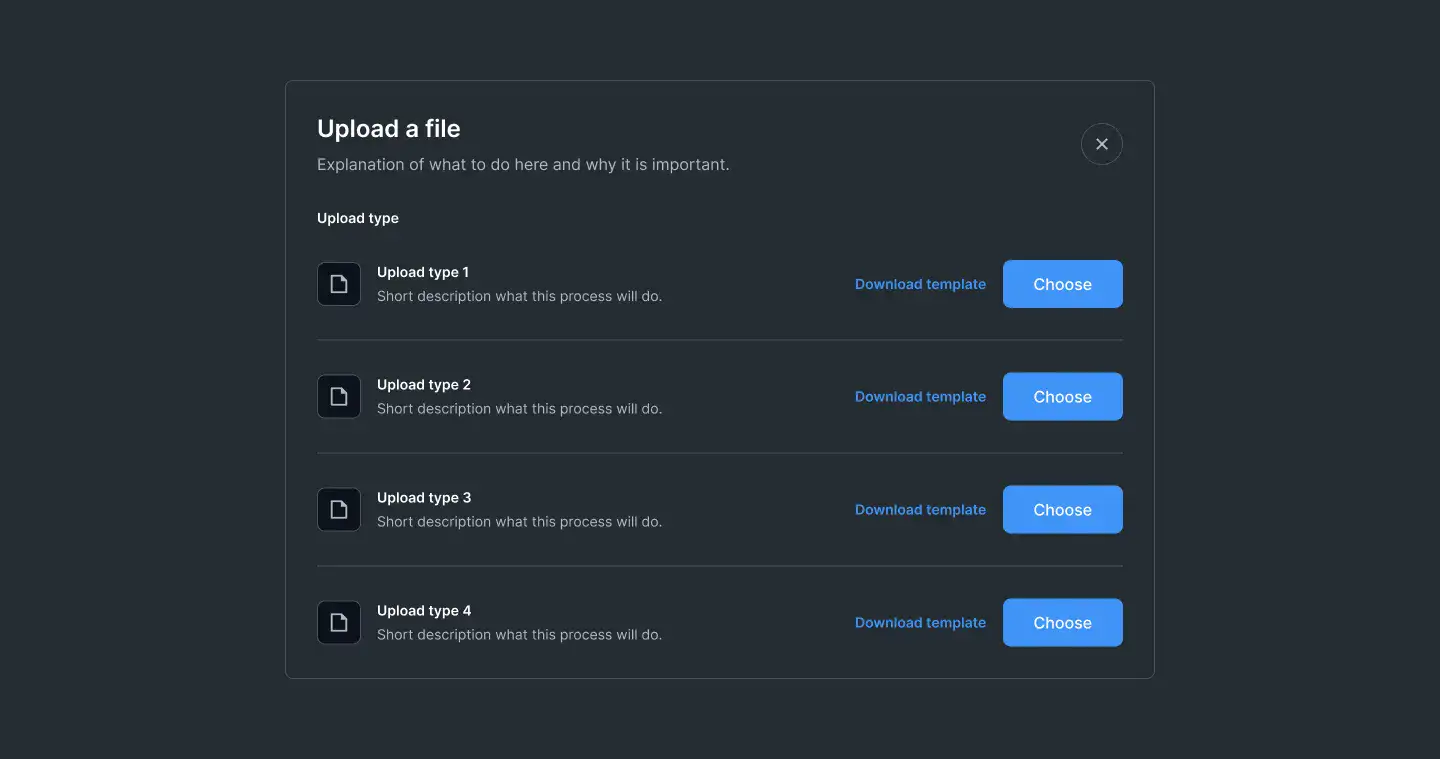 Upload a file
Explanation of what to do here and why it is important.
Upload type
Upload type 1
Short description what this process will do.
Download template
Choose
Upload type 2
Short description what this process will do.
Download template
Choose
Upload type 3
Short description what this process will do.
Download template
Choose
Upload type 4
Short description what this process will do.
Download template
Choose